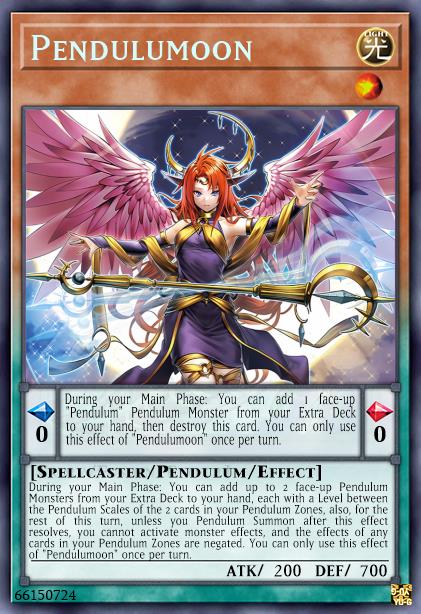 PENDULUMOON
LIGHT
光
During your Main Phase: You can add 1 face-up
"Pendulum" Pendulum Monster from your Extra Deck
to your hand, then destroy this card. You can only use
this effect of "Pendulumoon" once per turn.
0
0
[SPELLCASTER/PENDULUM/EFFECT]
During your Main Phase: You can add up to 2 face-up Pendulum
Monsters from your Extra Deck to your hand, each with a Level between
the Pendulum Scales of the 2 cards in your Pendulum Zones, also, for the
rest of this turn, unless you Pendulum Summon after this effect
resolves, you cannot activate monster effects, and the effects of any
cards in your Pendulum Zones are negated. You can only use this effect
of "Pendulumoon" once per turn.
ATK/ 200 DEF/ 700
66150724